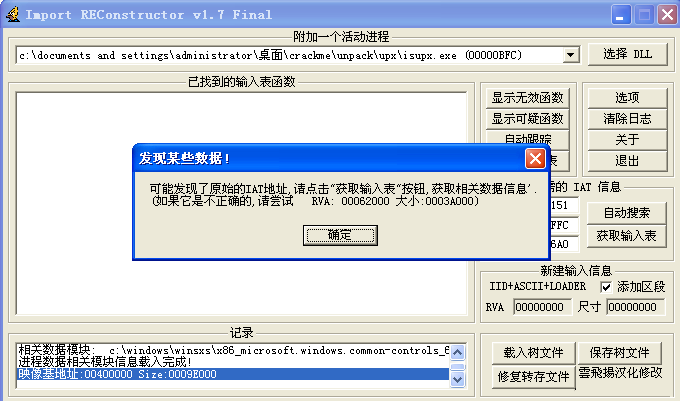 Import REConstructor v1.7 Final
附加一个活动进程
c:\documents and settings\administrator\桌面\crackme\unpack\upx\isupx.exe (00000BFC)
选择 DLL
已找到的输入表函数
显示无效函数
选项
显示可疑函数
清除日志
自动跟踪
关于
表
退出
发现某些数据!
可能发现了原始的IAT地址,请点击"获取输入表"按钮,获取相关数据信息'.
(如果它是不正确的,请尝试 RVA: 00062000 大小:0003A000)
确定
的 IAT 信息
151
自动搜索
FFC
获取输入表
6A0
新建输入信息
IID+ASCII+LOADER
添加区段
RVA 00000000 尺寸 00000000
记录
相关数据模块: c:\windows\winsxs\x86_microsoft.windows.common-controls_6
进程数据相关模块信息载入完成!
映像基地址:00400000 Size:0009E000
载入树文件
保存树文件
修复转存文件
雲飛揚汉化修改